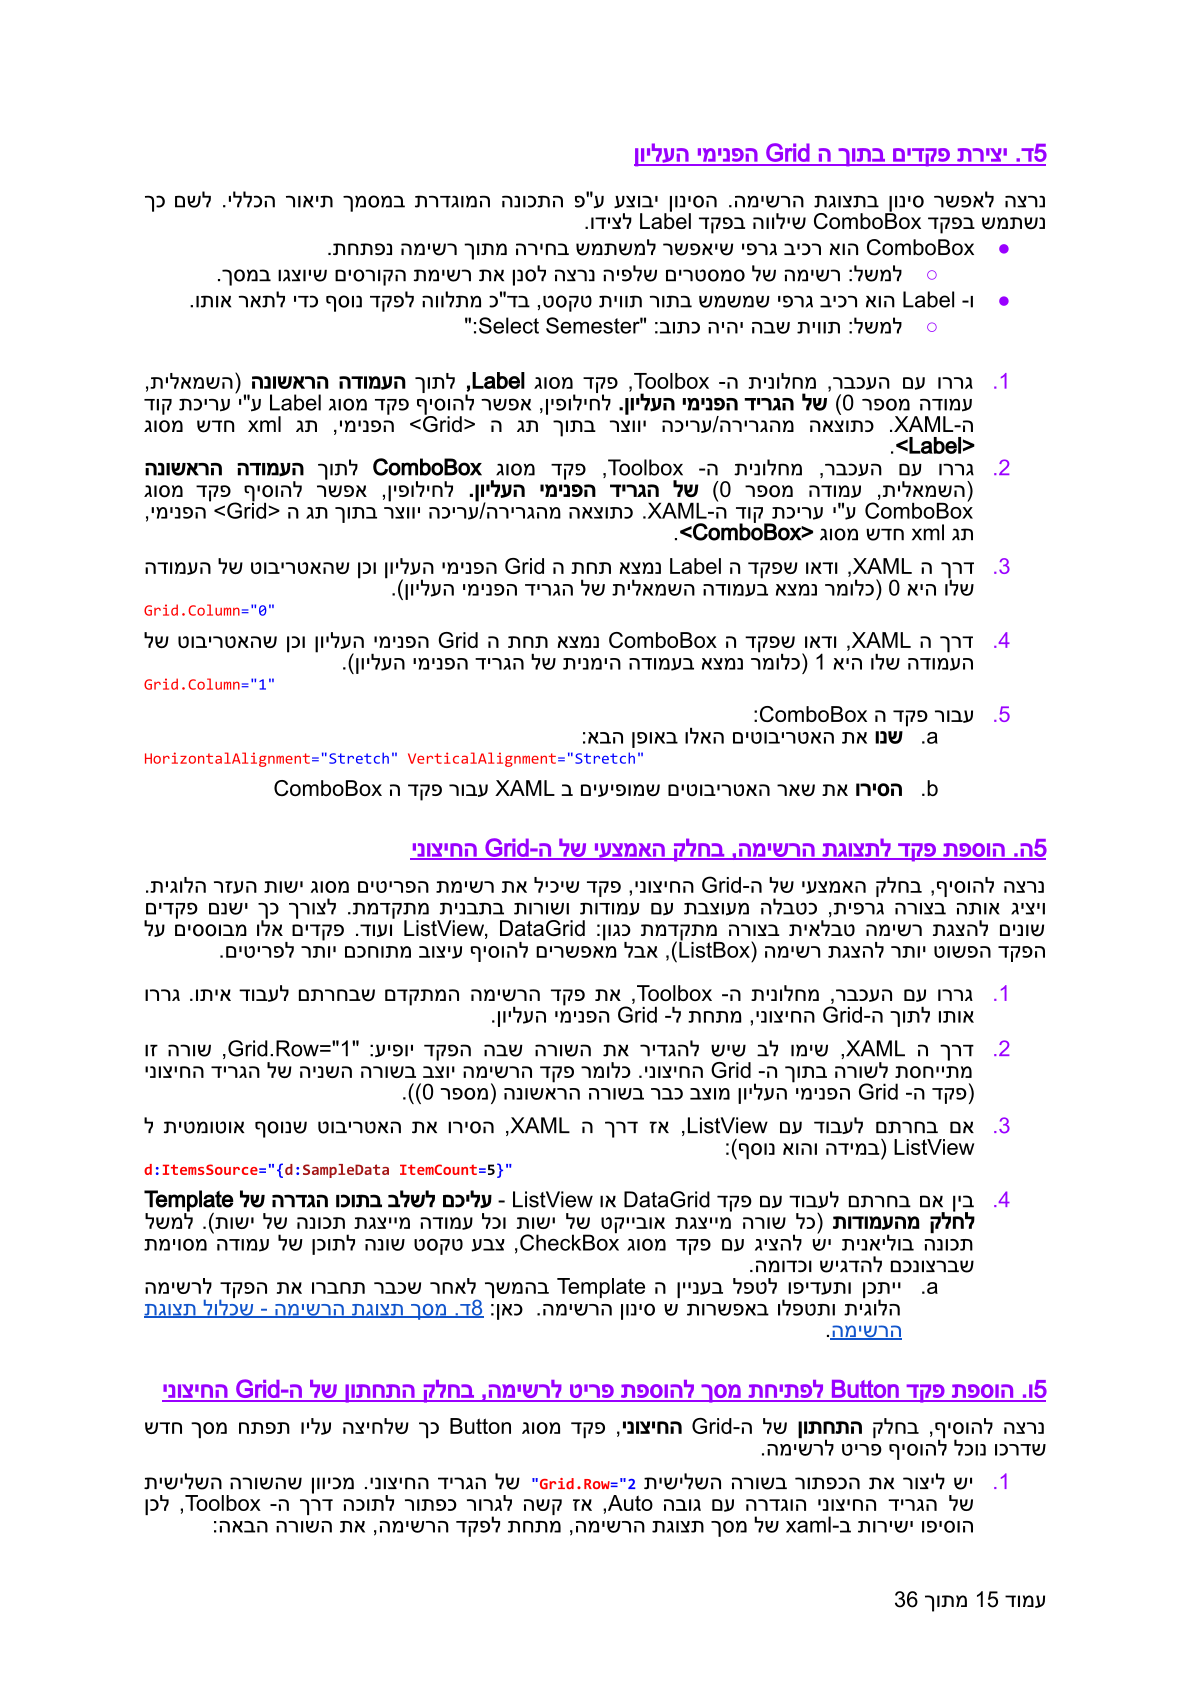 5ד. יצירת פקדים בתוך ה Grid הפנימי העליון
נרצה לאפשר סינון בתצוגת הרשימה. הסינון יבוצע ע"פ התכונה המוגדרת במסמך תיאור הכללי. לשם כך
נשתמש בפקד ComboBox שילווה בפקד Label לצידו.
● ComboBox הוא רכיב גרפי שיאפשר למשתמש בחירה מתוך רשימה נפתחת.
○ למשל: רשימה של סמסטרים שלפיה נרצה לסנן את רשימת הקורסים שיוצגו במסך.
● ו- Label הוא רכיב גרפי שמשמש בתור תווית טקסט, בד"כ מתלווה לפקד נוסף כדי לתאר אותו.
○ למשל: תווית שבה יהיה כתוב: "Select Semester:"
1. גררו עם העכבר, מחלונית ה- Toolbox, פקד מסוג Label, לתוך העמודה הראשונה (השמאלית,
עמודה מספר 0) של הגריד הפנימי העליון. לחילופין, אפשר להוסיף פקד מסוג Label ע"י עריכת קוד
ה-XAML. כתוצאה מהגרירה/עריכה יווצר בתוך תג ה <Grid> הפנימי, תג xml חדש מסוג
<Label>.
2. גררו עם העכבר, מחלונית ה- Toolbox, פקד מסוג ComboBox לתוך העמודה הראשונה
(השמאלית, עמודה מספר 0) של הגריד הפנימי העליון. לחילופין, אפשר להוסיף פקד מסוג
ComboBox ע"י עריכת קוד ה-XAML. כתוצאה מהגרירה/עריכה יווצר בתוך תג ה <Grid> הפנימי,
תג xml חדש מסוג <ComboBox>.
3. דרך ה XAML, ודאו שפקד ה Label נמצא תחת ה Grid הפנימי העליון וכן שהאטריבוט של העמודה
שלו היא 0 (כלומר נמצא בעמודה השמאלית של הגריד הפנימי העליון).
Grid.Column="0"
4. דרך ה XAML, ודאו שפקד ה ComboBox נמצא תחת ה Grid הפנימי העליון וכן שהאטריבוט של
העמודה שלו היא 1 (כלומר נמצא בעמודה הימנית של הגריד הפנימי העליון).
Grid.Column="1"
5. עבור פקד ה ComboBox:
a. שנו את האטריבוטים האלו באופן הבא:
HorizontalAlignment="Stretch" VerticalAlignment="Stretch"
b. הסירו את שאר האטריבוטים שמופיעים ב XAML עבור פקד ה ComboBox
5ה. הוספת פקד לתצוגת הרשימה, בחלק האמצעי של ה-Grid החיצוני
נרצה להוסיף, בחלק האמצעי של ה-Grid החיצוני, פקד שיכיל את רשימת הפריטים מסוג ישות העזר הלוגית.
ויציג אותה בצורה גרפית, כטבלה מעוצבת עם עמודות ושורות בתבנית מתקדמת. לצורך כך ישנם פקדים
שונים להצגת רשימה טבלאית בצורה מתקדמת כגון: ListView, DataGrid ועוד. פקדים אלו מבוססים על
הפקד הפשוט יותר להצגת רשימה (ListBox), אבל מאפשרים להוסיף עיצוב מתוחכם יותר לפריטים.
1. גררו עם העכבר, מחלונית ה- Toolbox, את פקד הרשימה המתקדם שבחרתם לעבוד איתו. גררו
אותו לתוך ה-Grid החיצוני, מתחת ל- Grid הפנימי העליון.
2. דרך ה XAML, שימו לב שיש להגדיר את השורה שבה הפקד יופיע: "Grid.Row="1, שורה זו
מתייחסת לשורה בתוך ה- Grid החיצוני. כלומר פקד הרשימה יוצב בשורה השניה של הגריד החיצוני
(פקד ה- Grid הפנימי העליון מוצב כבר בשורה הראשונה (מספר 0)).
3. אם בחרתם לעבוד עם ListView, אז דרך ה XAML, הסירו את האטריבוט שנוסף אוטומטית ל
ListView (במידה והוא נוסף):
d:ItemsSource="{d:SampleData ItemCount=5}"
4. בין אם בחרתם לעבוד עם פקד DataGrid או ListView - עליכם לשלב בתוכו הגדרה של Template
לחלק מהעמודות (כל שורה מייצגת אובייקט של ישות וכל עמודה מייצגת תכונה של ישות). למשל
תכונה בוליאנית יש להציג עם פקד מסוג CheckBox, צבע טקסט שונה לתוכן של עמודה מסוימת
שברצונכם להדגיש וכדומה.
a. ייתכן ותעדיפו לטפל בעניין ה Template בהמשך לאחר שכבר תחברו את הפקד לרשימה
הלוגית ותטפלו באפשרות ש סינון הרשימה. כאן: 8ד. מסך תצוגת הרשימה - שכלול תצוגת
הרשימה.
5ו. הוספת פקד Button לפתיחת מסך להוספת פריט לרשימה, בחלק התחתון של ה-Grid החיצוני
נרצה להוסיף, בחלק התחתון של ה-Grid החיצוני, פקד מסוג Button כך שלחיצה עליו תפתח מסך חדש
שדרכו נוכל להוסיף פריט לרשימה.
1. יש ליצור את הכפתור בשורה השלישית Grid.Row="2" של הגריד החיצוני. מכיוון שהשורה השלישית
של הגריד החיצוני הוגדרה עם גובה Auto, אז קשה לגרור כפתור לתוכה דרך ה- Toolbox, לכן
הוסיפו ישירות ב-xaml של מסך תצוגת הרשימה, מתחת לפקד הרשימה, את השורה הבאה:
עמוד 15 מתוך 36